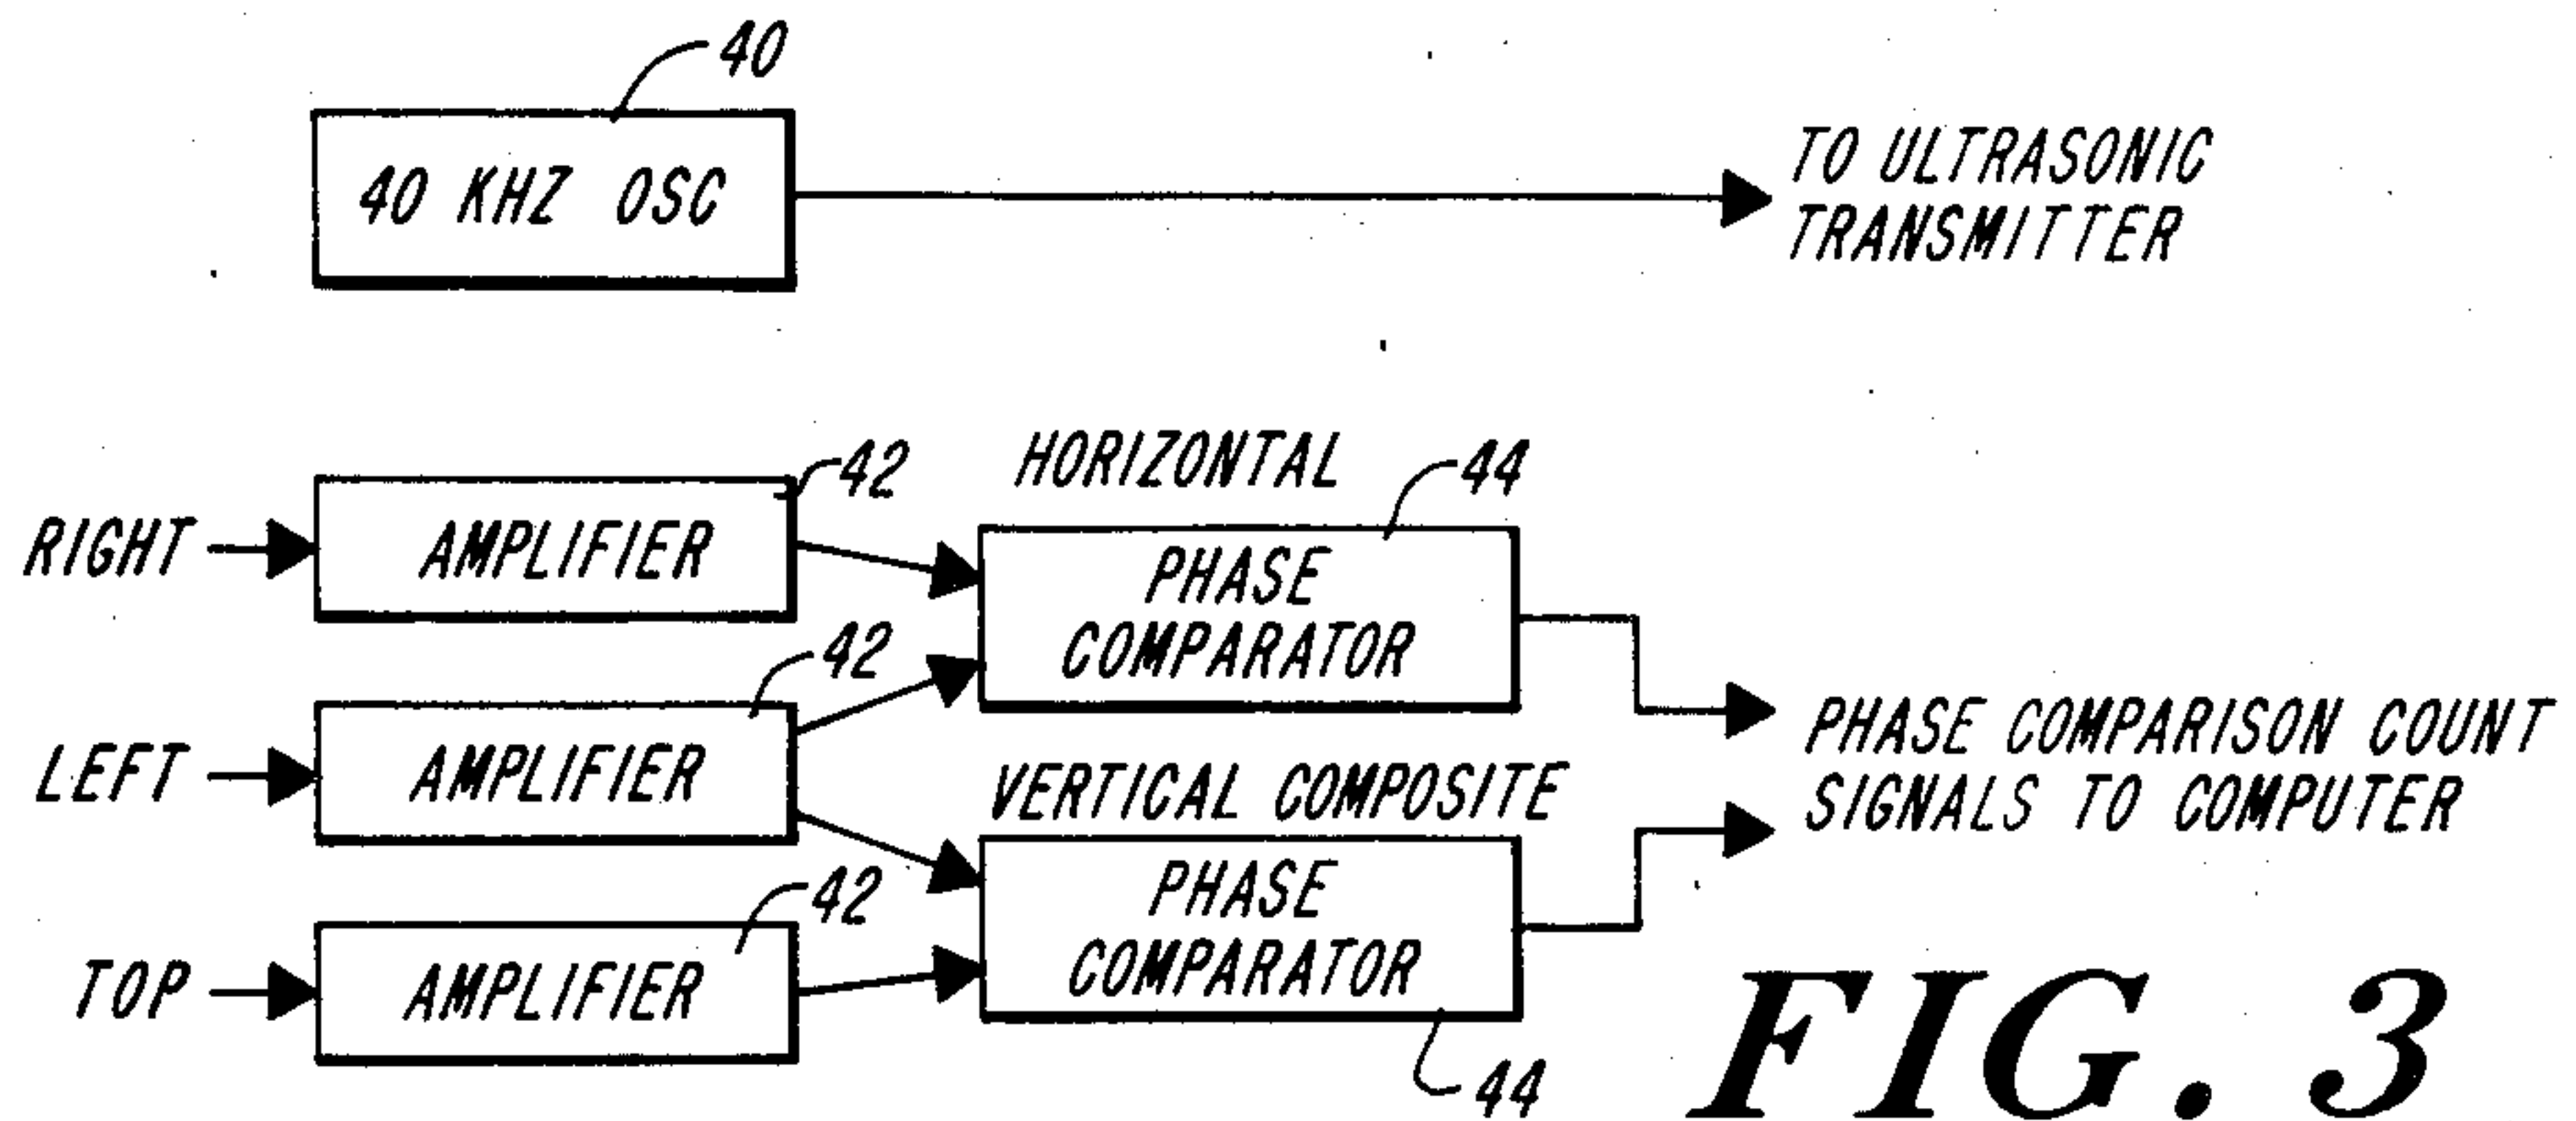 40
40 KHZ OSC
TO ULTRASONIC
TRANSMITTER
42
HORIZONTAL
44
RIGHT
AMPLIFIER
PHASE
COMPARATOR
42
LEFT
AMPLIFIER
VERTICAL COMPOSITE
PHASE COMPARISON COUNT
SIGNALS TO COMPUTER
42
TOP
AMPLIFIER
PHASE
COMPARATOR
44
FIG. 3